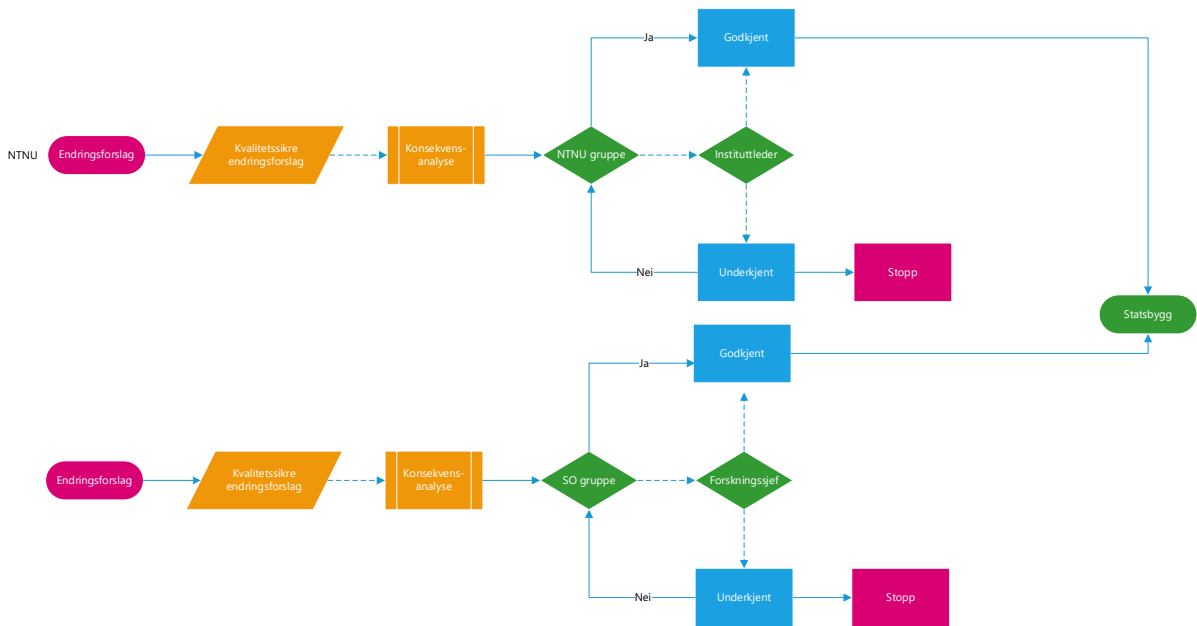 Ja
Godkjent
NTNU
Endringsforslag
Kvalitetssikre
endringsforslag
Konsekvens-
analyse
NTNU gruppe
Instituttleder
Nei
Underkjent
Stopp
Statsbygg
Ja
Godkjent
Endringsforslag
Kvalitetssikre
endringsforslag
Konsekvens-
analyse
SO gruppe
Forskningssjef
Nei
Underkjent
Stopp